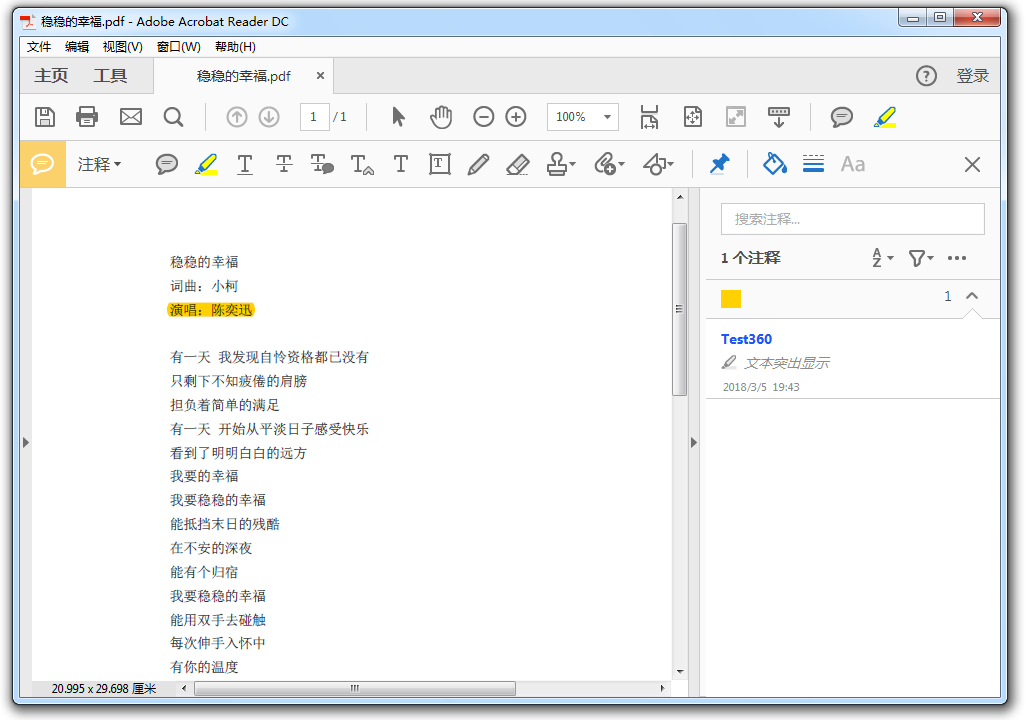 稳稳的幸福.pdf - Adobe Acrobat Reader DC
文件 编辑 视图(V) 窗口(W) 帮助(H)
主页 工具 稳稳的幸福.pdf × ? 登录
1 / 1 100%
注释 T T T T T T Aa
搜索注释...
1 个注释 A Z
1
Test360
文本突出显示
2018/3/5 19:43
稳稳的幸福
词曲：小柯
演唱：陈奕迅
有一天 我发现自怜资格都已没有
只剩下不知疲倦的肩膀
担负着简单的满足
有一天 开始从平淡日子感受快乐
看到了明明白白的远方
我要的幸福
我要稳稳的幸福
能抵挡末日的残酷
在不安的深夜
能有个归宿
我要稳稳的幸福
能用双手去碰触
每次伸手入怀中
有你的温度
20.995 x 29.698 厘米